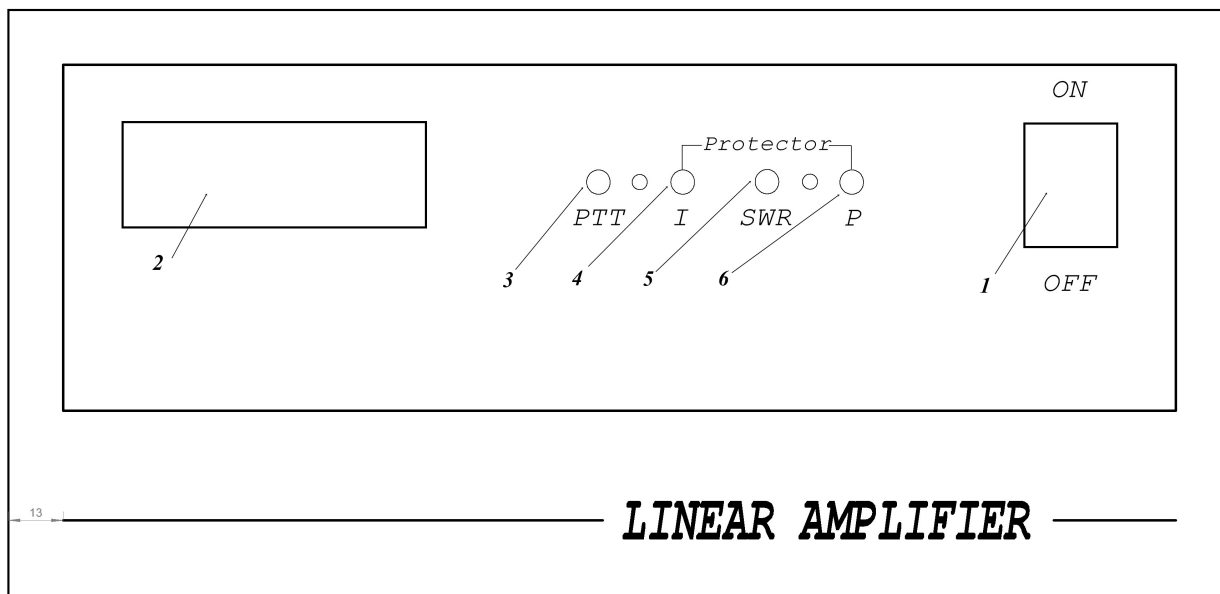 ON
Protector
PTT I SWR P
2 3 4 5 6 1
OFF
13
LINEAR AMPLIFIER